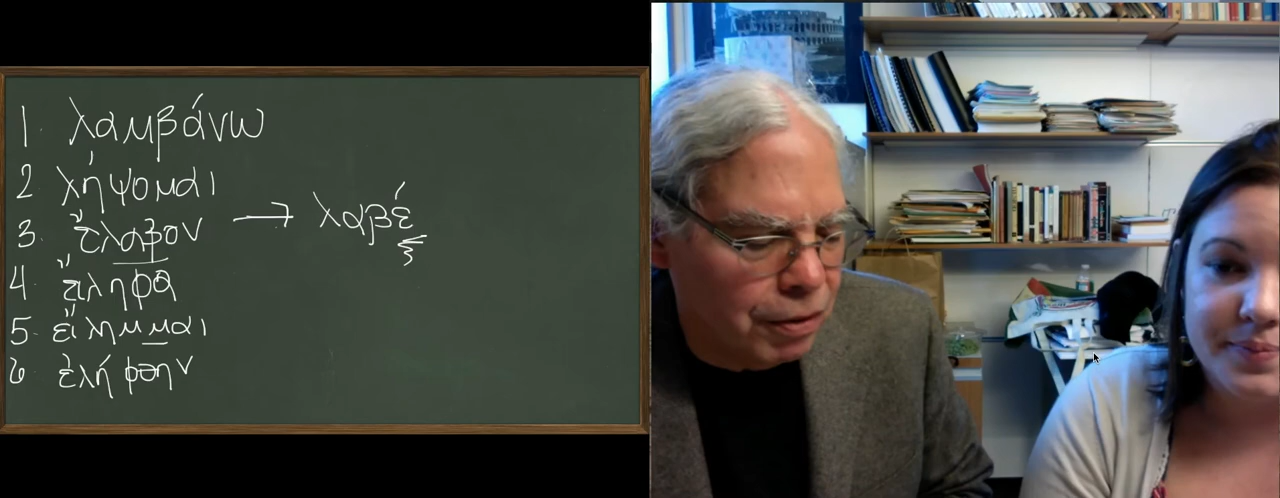 1. λαμβάνω
2 λήψομαι
3. ἔλαβον → λαβέ
4 εἴληφα
5. εἴλημμαι
6 ἐλήφθην